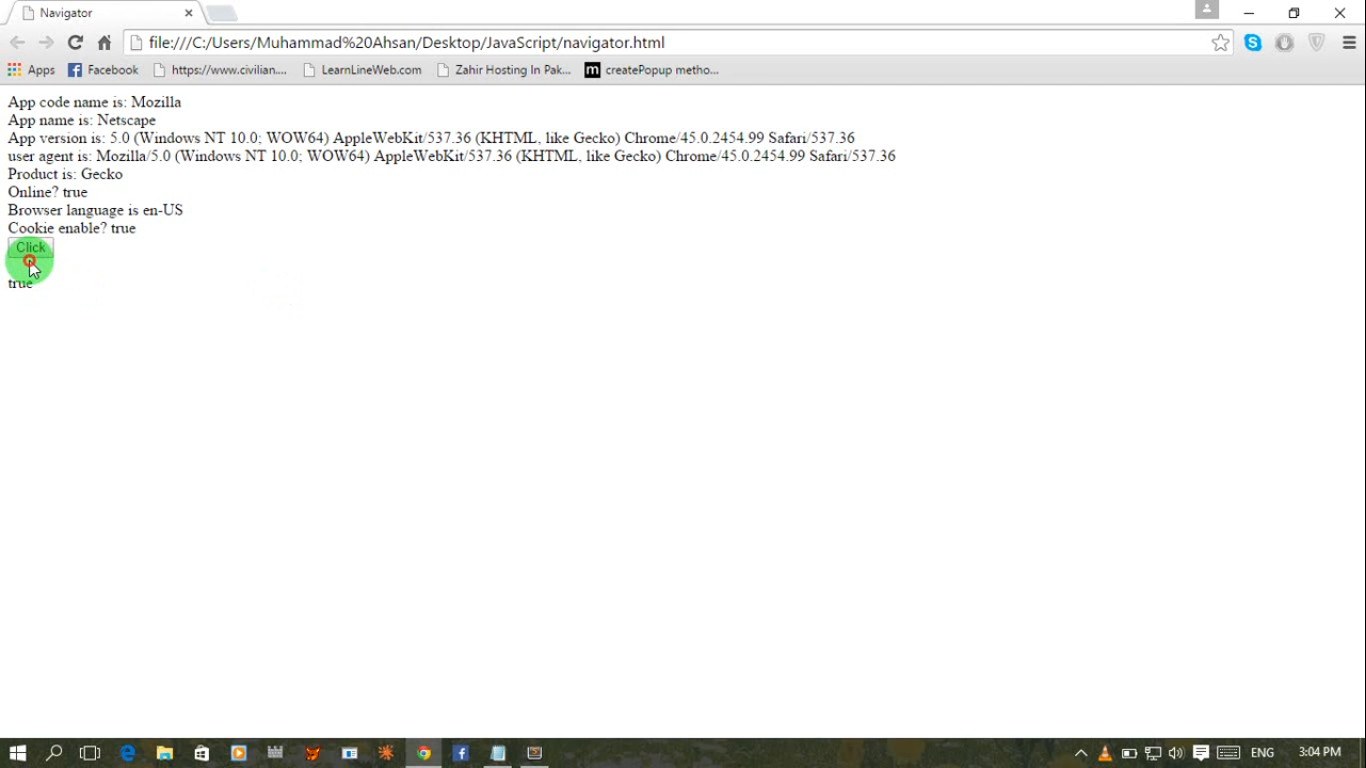 Navigator
file:///C:/Users/Muhammad%20Ahsan/Desktop/JavaScript/navigator.html
Apps Facebook https://www.civilian.... LearnLineWeb.com Zahir Hosting In Pak... m createPopup metho...
App code name is: Mozilla
App name is: Netscape
App version is: 5.0 (Windows NT 10.0; WOW64) AppleWebKit/537.36 (KHTML, like Gecko) Chrome/45.0.2454.99 Safari/537.36
user agent is: Mozilla/5.0 (Windows NT 10.0; WOW64) AppleWebKit/537.36 (KHTML, like Gecko) Chrome/45.0.2454.99 Safari/537.36
Product is: Gecko
Online? true
Browser language is en-US
Cookie enable? true
Click
true
ENG 3:04 PM